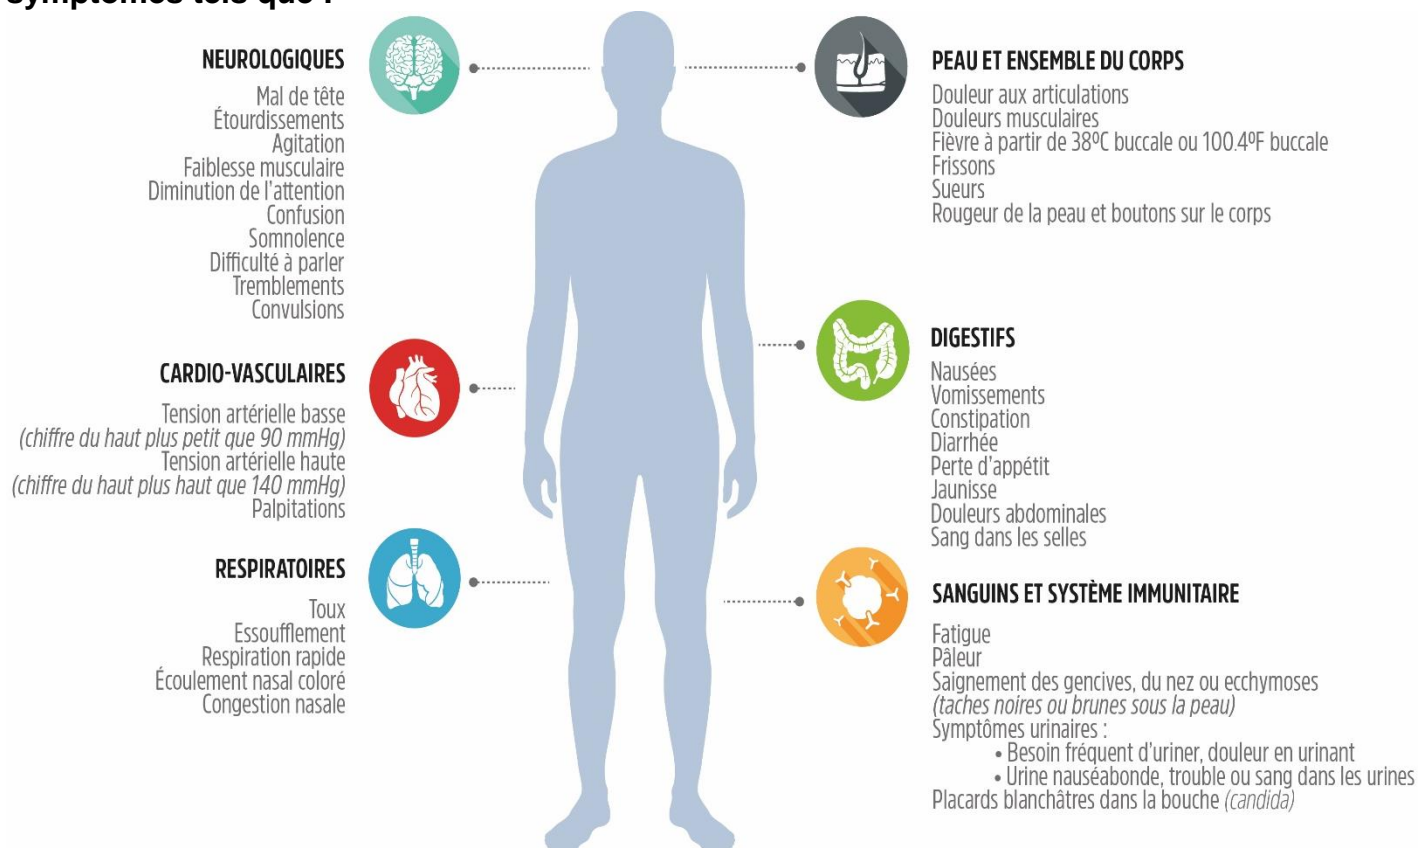 symptômes tels que :
NEUROLOGIQUES
Mal de tête
Étourdissements
Agitation
Faiblesse musculaire
Diminution de l'attention
Confusion
Somnolence
Difficulté à parler
Tremblements
Convulsions
CARDIO-VASCULAIRES
Tension artérielle basse
(chiffre du haut plus petit que 90 mmHg)
Tension artérielle haute
(chiffre du haut plus haut que 140 mmHg)
Palpitations
RESPIRATOIRES
Toux
Essoufflement
Respiration rapide
Écoulement nasal coloré
Congestion nasale
PEAU ET ENSEMBLE DU CORPS
Douleur aux articulations
Douleurs musculaires
Fièvre à partir de 38ºC buccale ou 100.4ºF buccale
Frissons
Sueurs
Rougeur de la peau et boutons sur le corps
DIGESTIFS
Nausées
Vomissements
Constipation
Diarrhée
Perte d'appétit
Jaunisse
Douleurs abdominales
Sang dans les selles
SANGUINS ET SYSTÈME IMMUNITAIRE
Fatigue
Pâleur
Saignement des gencives, du nez ou ecchymoses
(taches noires ou brunes sous la peau)
Symptômes urinaires :
• Besoin fréquent d'uriner, douleur en urinant
• Urine nauséabonde, trouble ou sang dans les urines
Placards blanchâtres dans la bouche (candida)